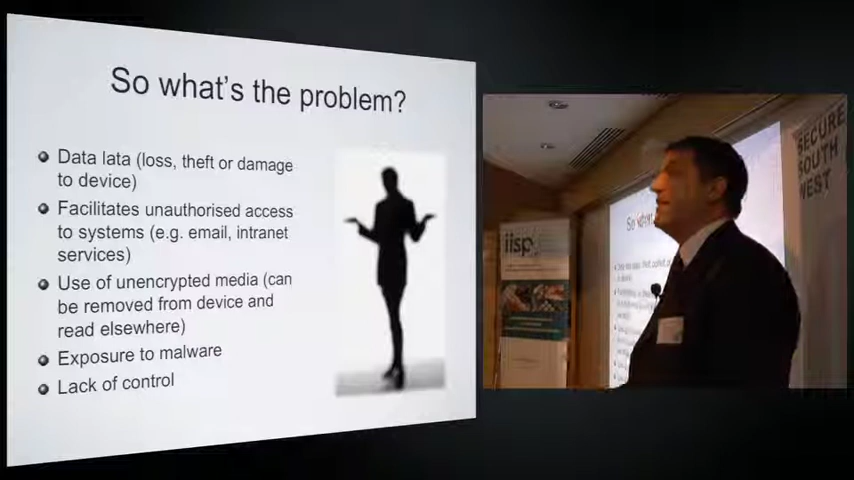 So what's the problem?
Data lata (loss, theft or damage
to device)
Facilitates unauthorised access
to systems (e.g. email, intranet
services)
Use of unencrypted media (can
be removed from device and
read elsewhere)
Exposure to malware
Lack of control
SECURE
SOUTH
WEST
iisp
So what